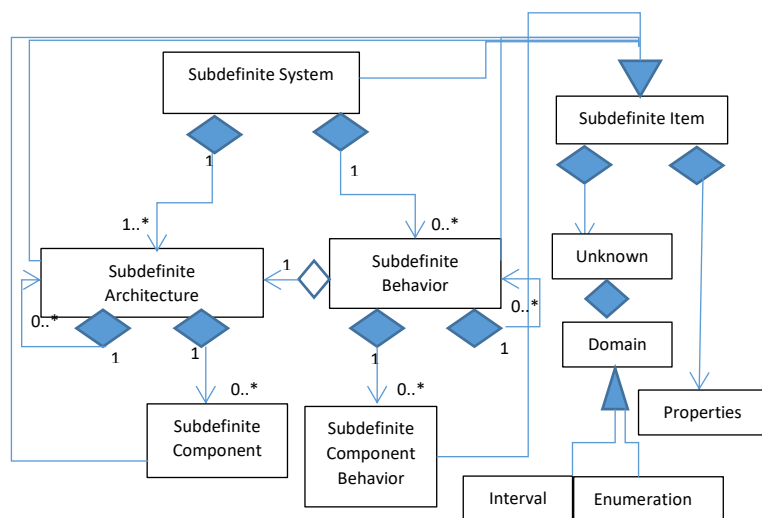 Subdefinite System
Subdefinite Item
1
1
1..*
0..*
Subdefinite
Architecture
1
Subdefinite
Behavior
Unknown
0..*
0..*
1
1
1
1
Domain
0..*
0..*
Subdefinite
Component
Subdefinite
Component
Behavior
Properties
Interval
Enumeration